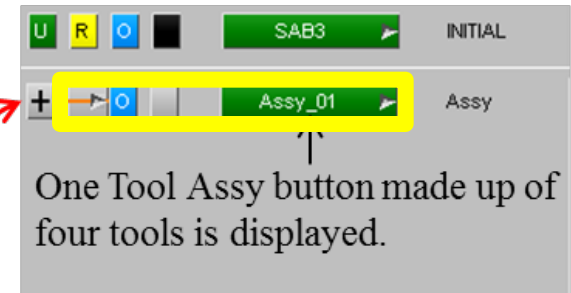 U R O SAB3 INITIAL
+ O Assy_01 Assy
One Tool Assy button made up of
four tools is displayed.